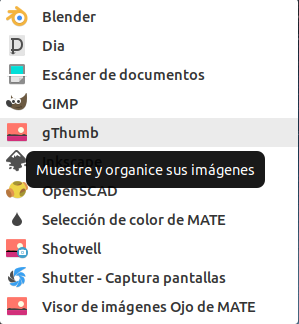 Blender
Dia
Escáner de documentos
GIMP
gThumb
Inkscape
Muestre y organice sus imágenes
OpenSCAD
Selección de color de MATE
Shotwell
Shutter - Captura pantallas
Visor de imágenes Ojo de MATE